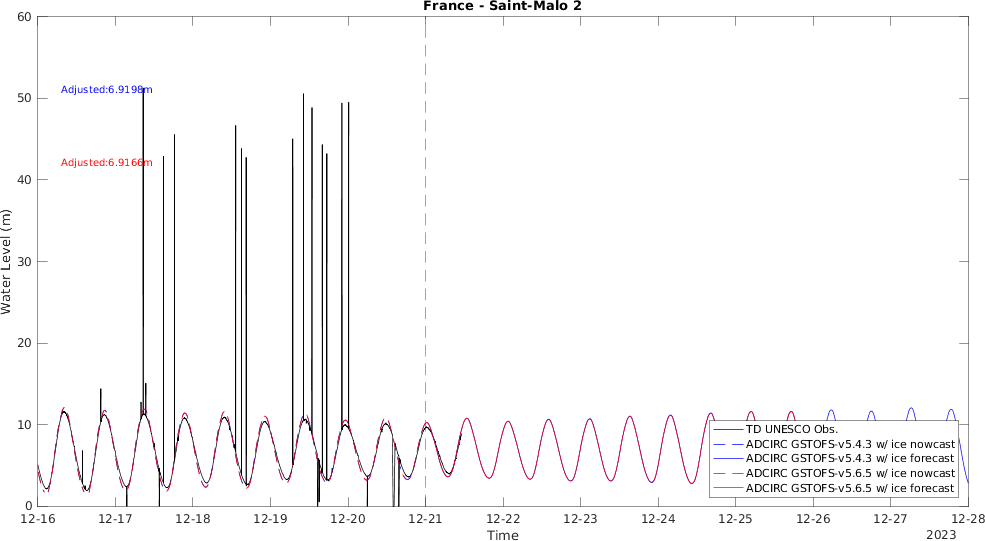 France - Saint-Malo 2
60
50
40
30
20
10
0
Water Level (m)
Adjusted:6.9198m
Adjusted:6.9166m
TD UNESCO Obs.
ADCIRC GSTOFS-v5.4.3 w/ ice nowcast
ADCIRC GSTOFS-v5.4.3 w/ ice forecast
ADCIRC GSTOFS-v5.6.5 w/ ice nowcast
ADCIRC GSTOFS-v5.6.5 w/ ice forecast
12-16 12-17 12-18 12-19 12-20 12-21 12-22 12-23 12-24 12-25 12-26 12-27 12-28
Time
2023